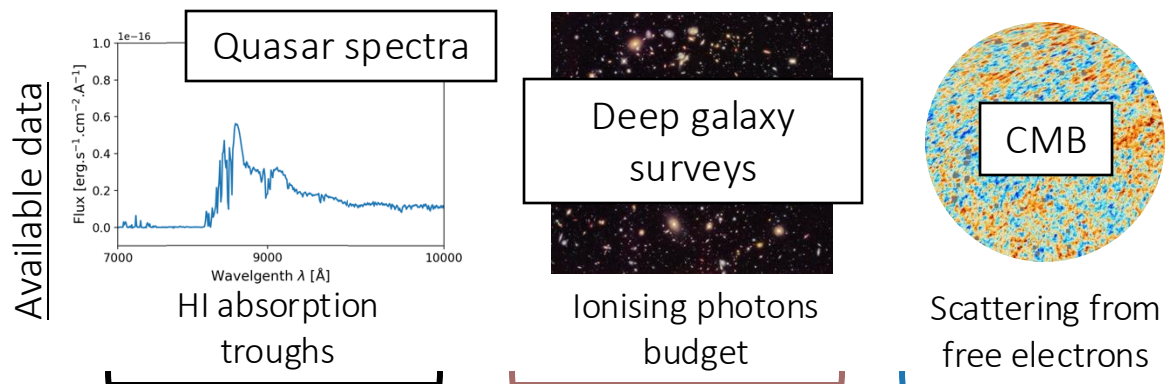 Available data
Quasar spectra
1e−16
1.0
0.8
0.6
0.4
0.2
0.0
Flux [erg.s⁻¹.cm⁻².A⁻¹]
7000 8000 9000 10000
Wavelgenth λ [Å]
HI absorption
troughs
Deep galaxy
surveys
Ionising photons
budget
CMB
Scattering from
free electrons